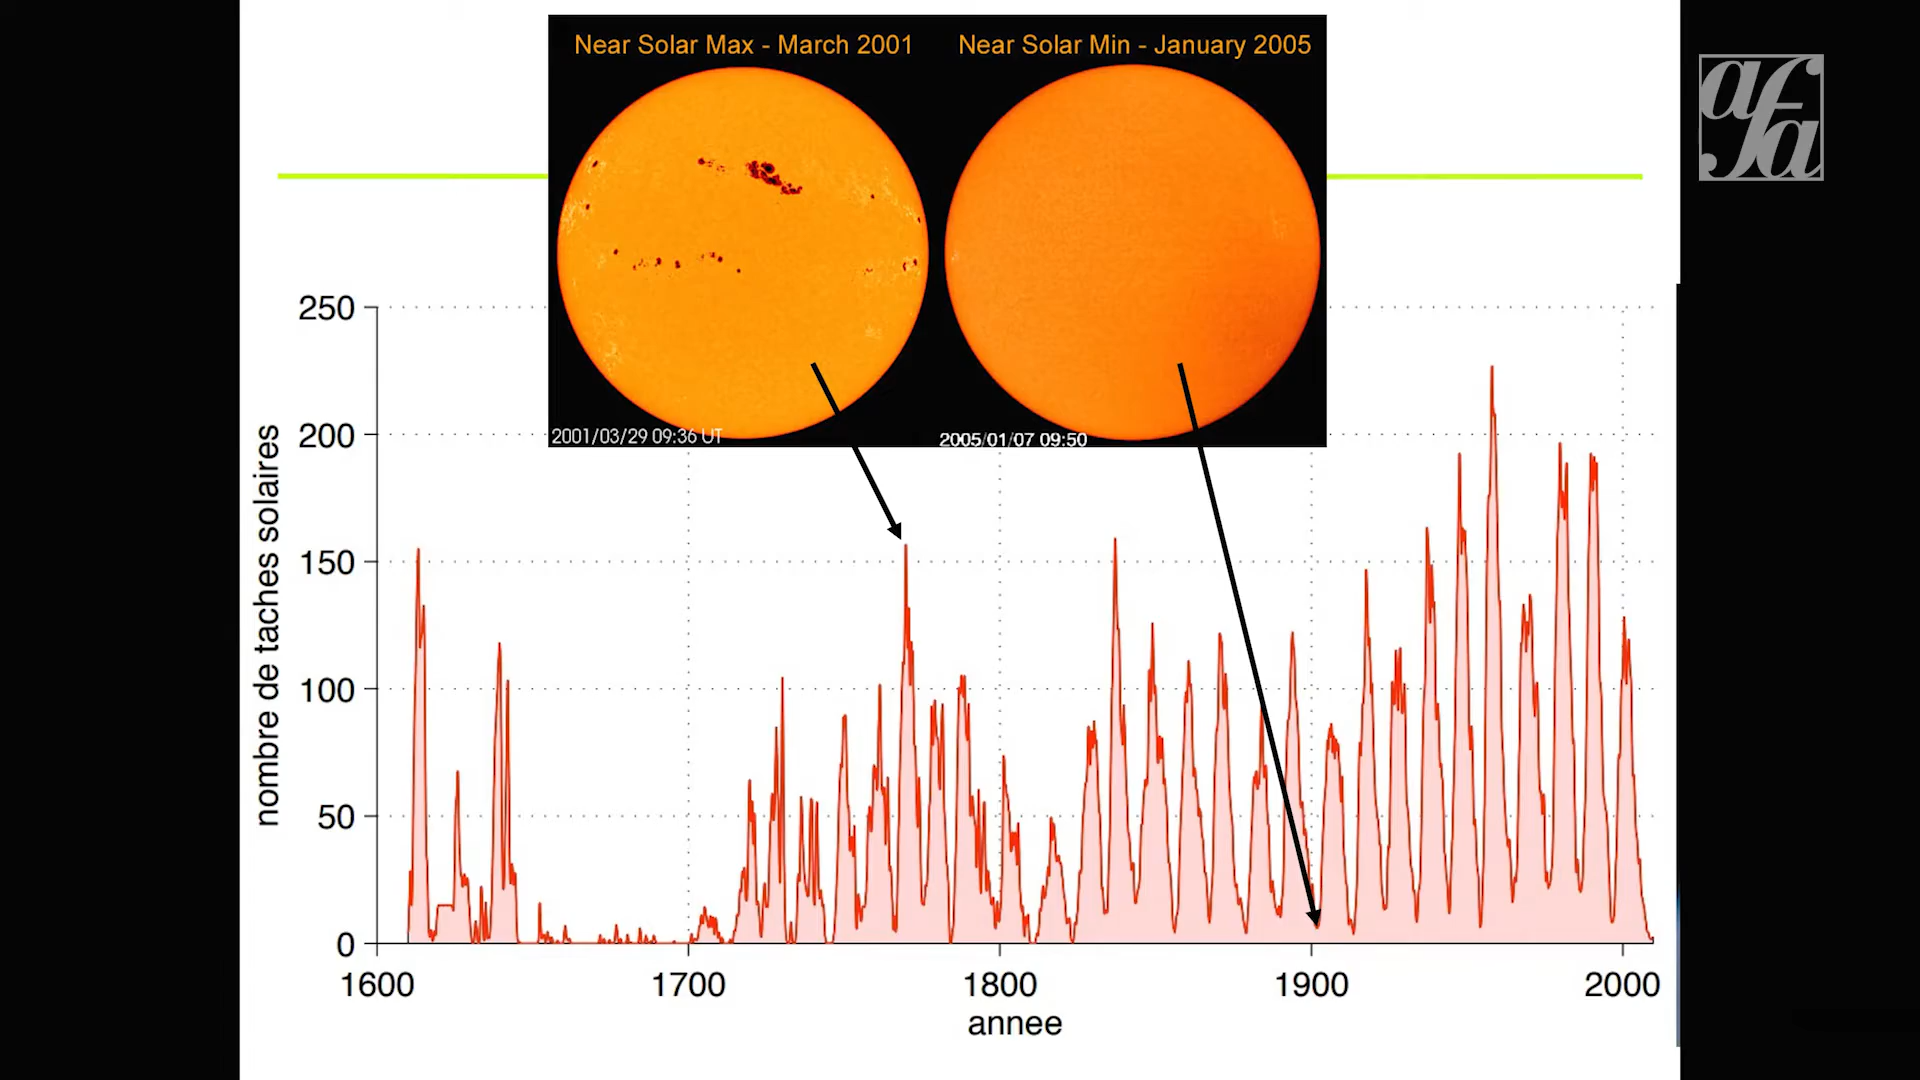 Near Solar Max - March 2001
Near Solar Min - January 2005
afa
2001/03/29 09:36 UT
2005/01/07 09:50
nombre de taches solaires
250
200
150
100
50
0
1600
1700
1800
1900
2000
annee